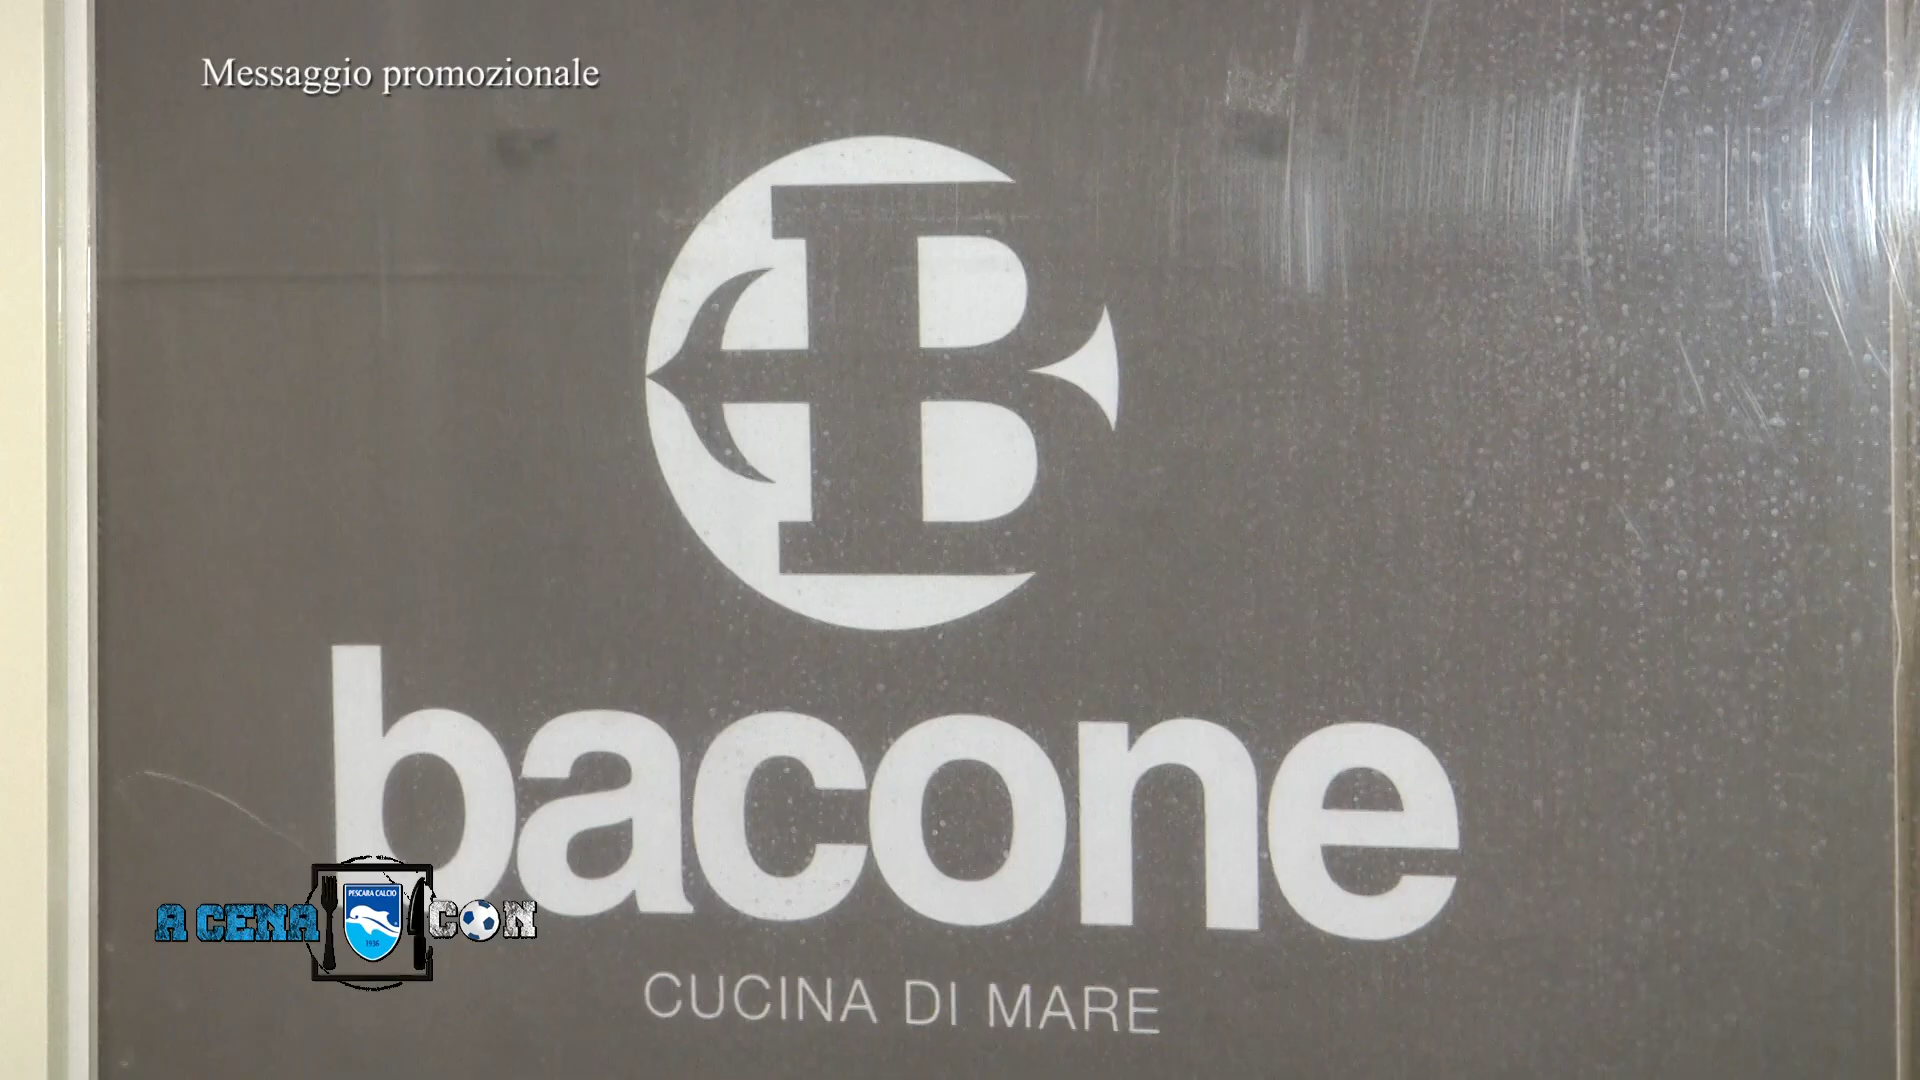 Messaggio promozionale
B
bacone
A CENA CON
PESCARA CALCIO
1936
CUCINA DI MARE